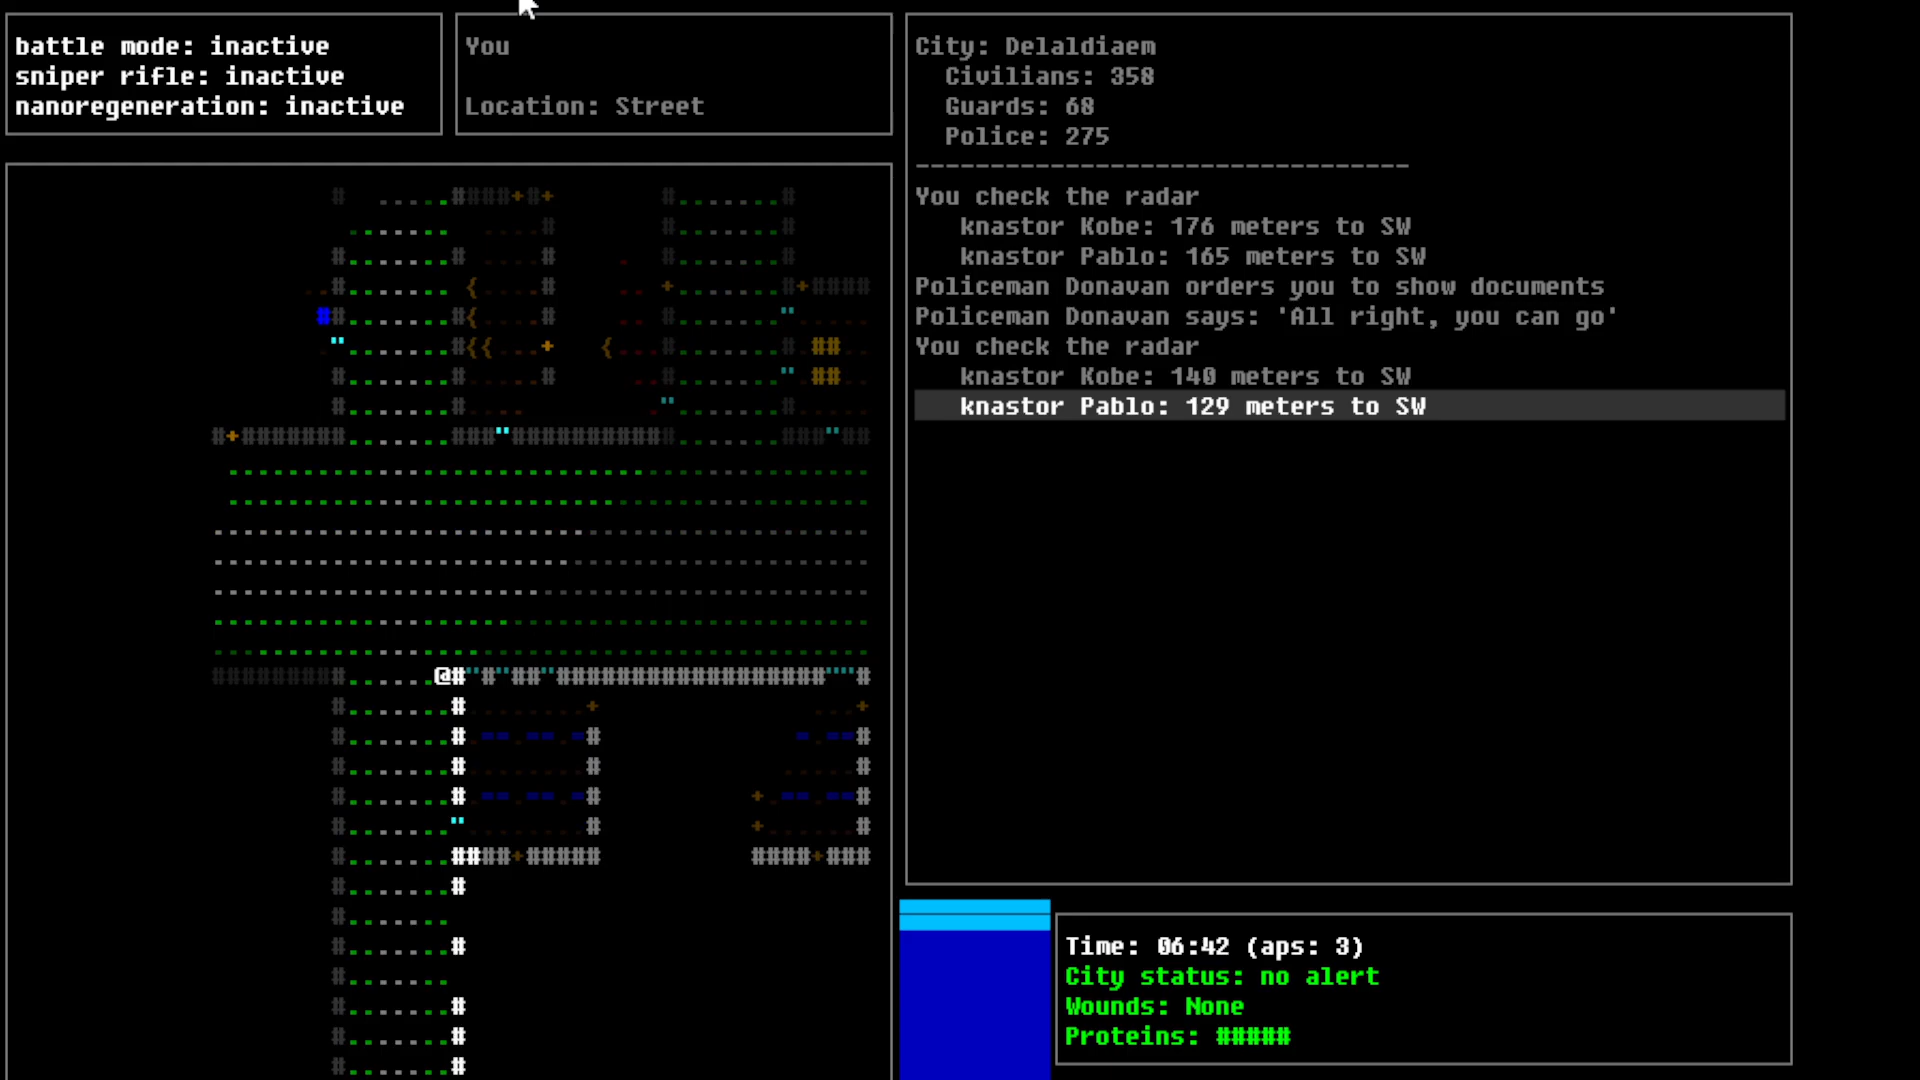 battle mode: inactive
sniper rifle: inactive
nanoregeneration: inactive
You
Location: Street
City: Delaldiaem
Civilians: 358
Guards: 68
Police: 275
---------------------------------
You check the radar
knastor Kobe: 176 meters to SW
knastor Pablo: 165 meters to SW
Policeman Donavan orders you to show documents
Policeman Donavan says: 'All right, you can go'
You check the radar
knastor Kobe: 140 meters to SW
knastor Pablo: 129 meters to SW
Time: 06:42 (aps: 3)
City status: no alert
Wounds: None
Proteins: #####